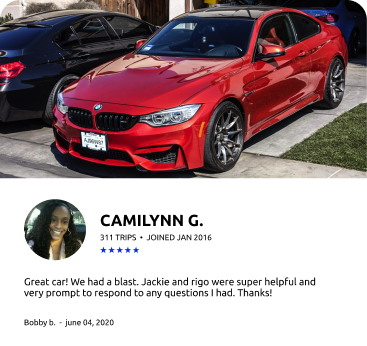 CAMILYNN G.
311 TRIPS • JOINED JAN 2016
Great car! We had a blast. Jackie and rigo were super helpful and
very prompt to respond to any questions I had. Thanks!
Bobby b. - june 04, 2020